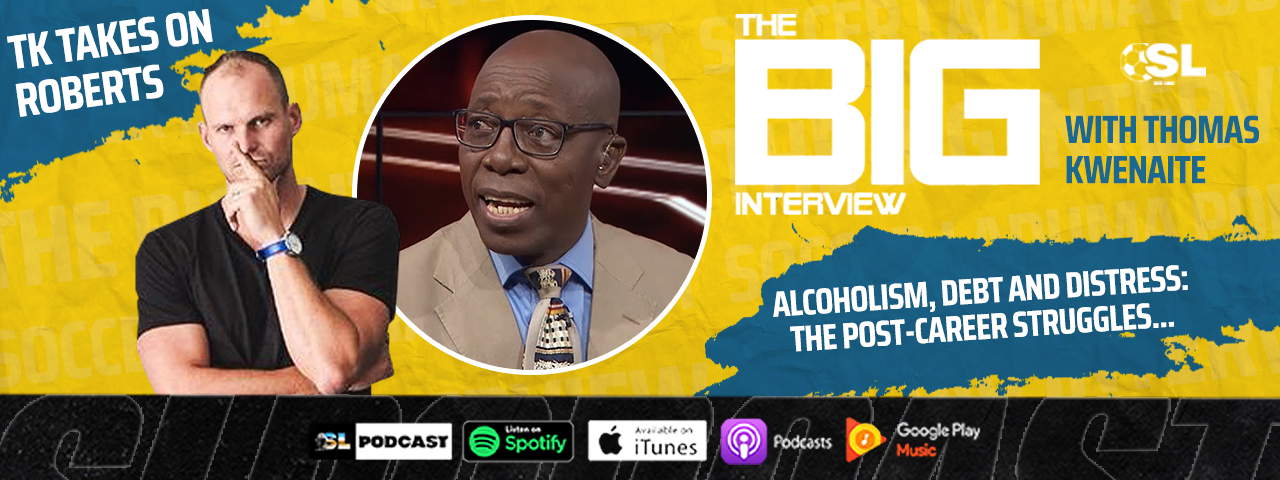 TK TAKES ON
ROBERTS
THE
BIG
INTERVIEW
SL
WITH THOMAS
KWENAITE
ALCOHOLISM, DEBT AND DISTRESS:
THE POST-CAREER STRUGGLES...
SL PODCAST
Listen on
Spotify
Available on
iTunes
Podcasts
Google Play
Music